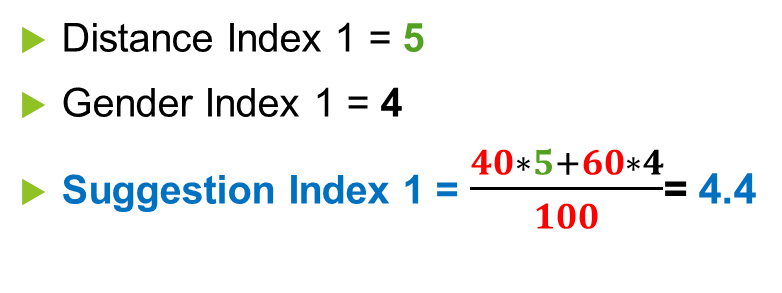 Distance Index 1 = 5
Gender Index 1 = 4
Suggestion Index 1 = 40*5+60*4/100 = 4.4